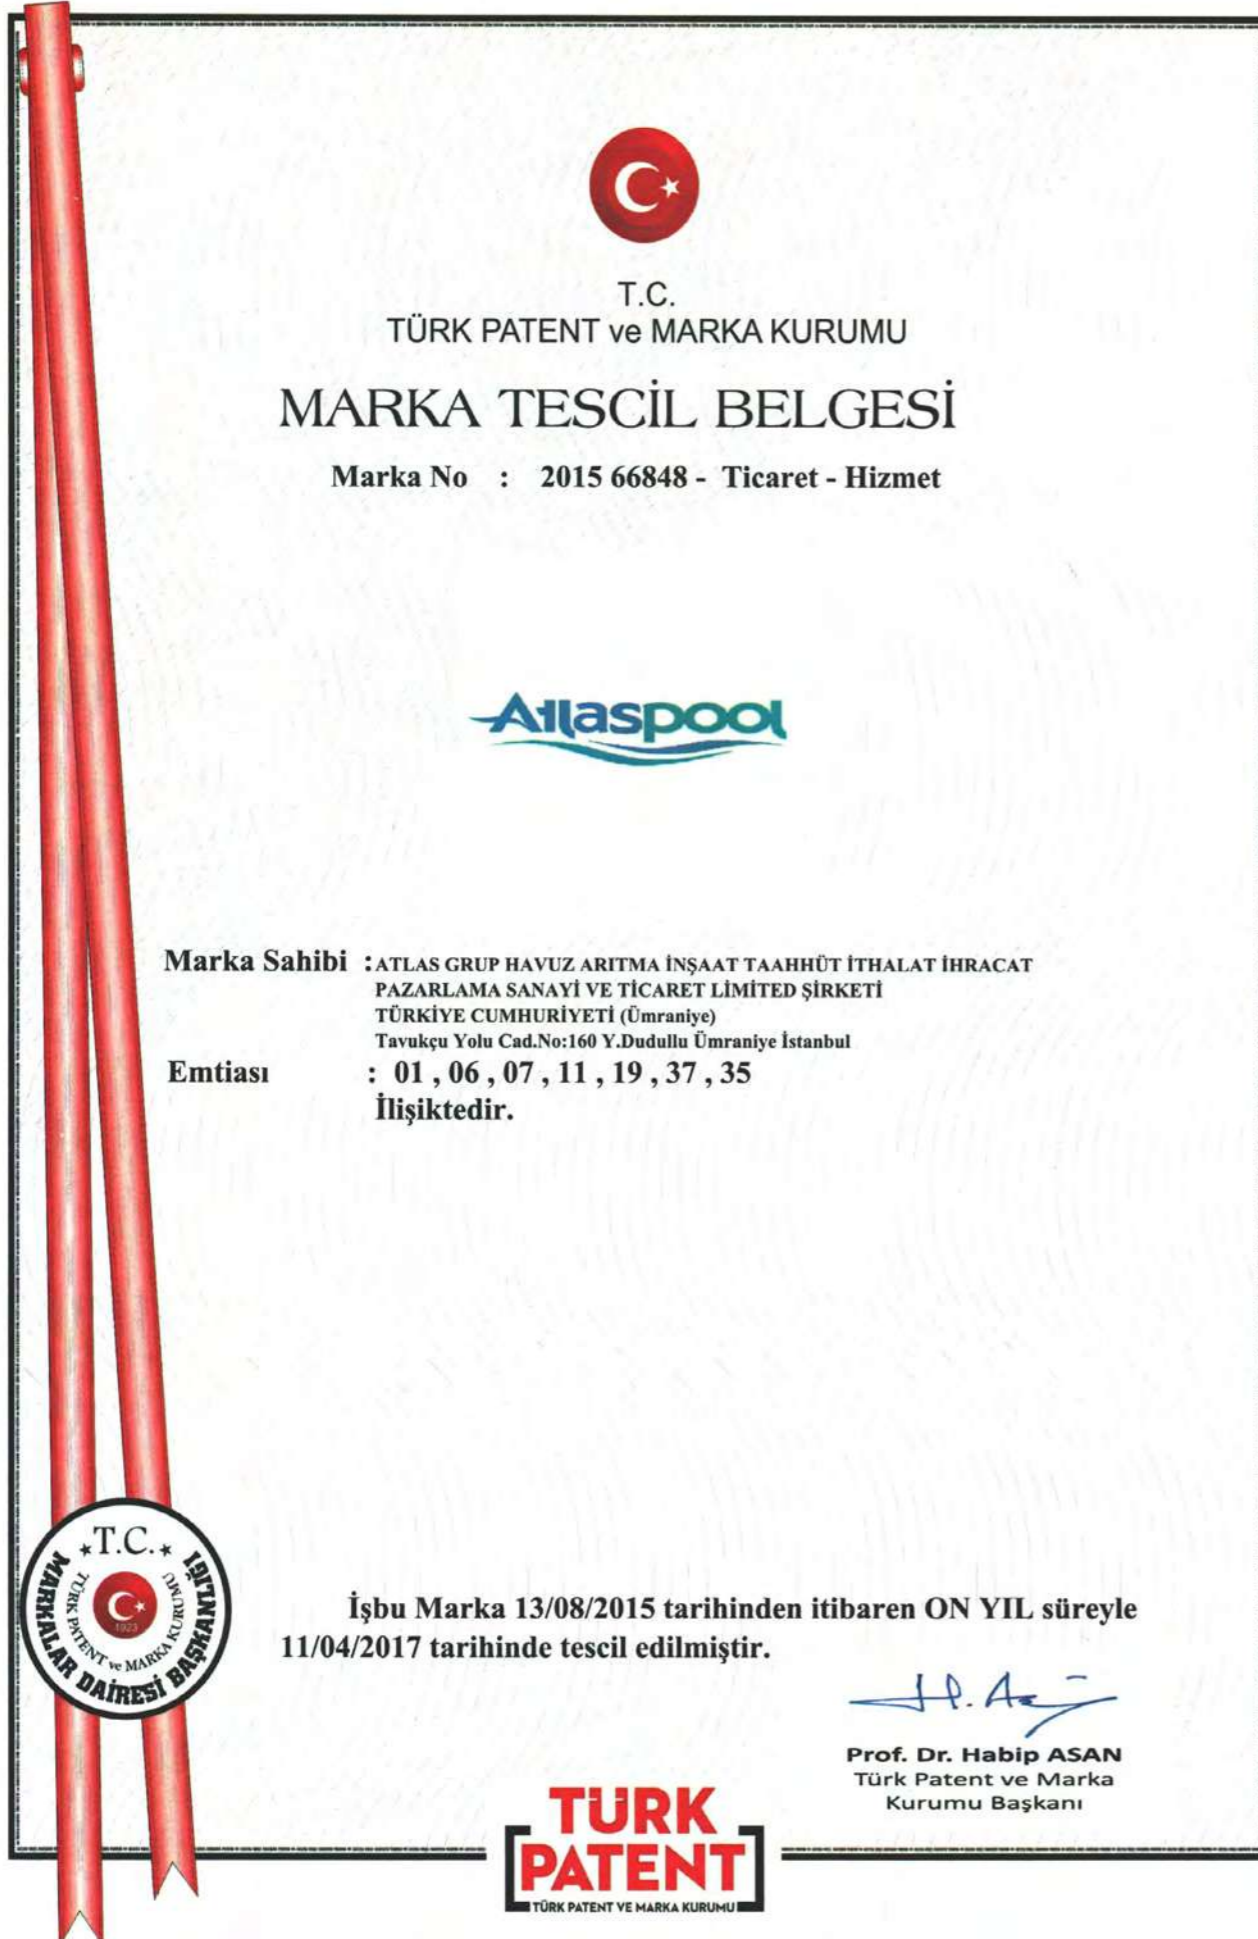 T.C.
TÜRK PATENT ve MARKA KURUMU
MARKA TESCİL BELGESİ
Marka No : 2015 66848 - Ticaret - Hizmet
Atlaspool
Marka Sahibi : ATLAS GRUP HAVUZ ARITMA İNŞAAT TAAHHÜT İTHALAT İHRACAT
PAZARLAMA SANAYİ VE TİCARET LİMİTED ŞİRKETİ
TÜRKİYE CUMHURİYETİ (Ümraniye)
Tavukçu Yolu Cad.No:160 Y.Dudullu Ümraniye İstanbul
Emtiası : 01 , 06 , 07 , 11 , 19 , 37 , 35
İlişiktedir.
T.C.
TÜRK PATENT ve MARKA KURUMU
1923
MARKALAR DAİRESİ BAŞKANLIĞI
İşbu Marka 13/08/2015 tarihinden itibaren ON YIL süreyle
11/04/2017 tarihinde tescil edilmiştir.
H. Asan
Prof. Dr. Habip ASAN
Türk Patent ve Marka
Kurumu Başkanı
TÜRK
PATENT
TÜRK PATENT VE MARKA KURUMU